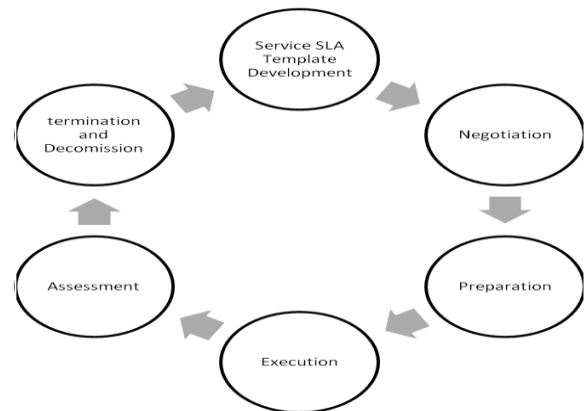 Service SLA
Template
Development
Negotiation
Preparation
Execution
Assessment
termination
and
Decomission